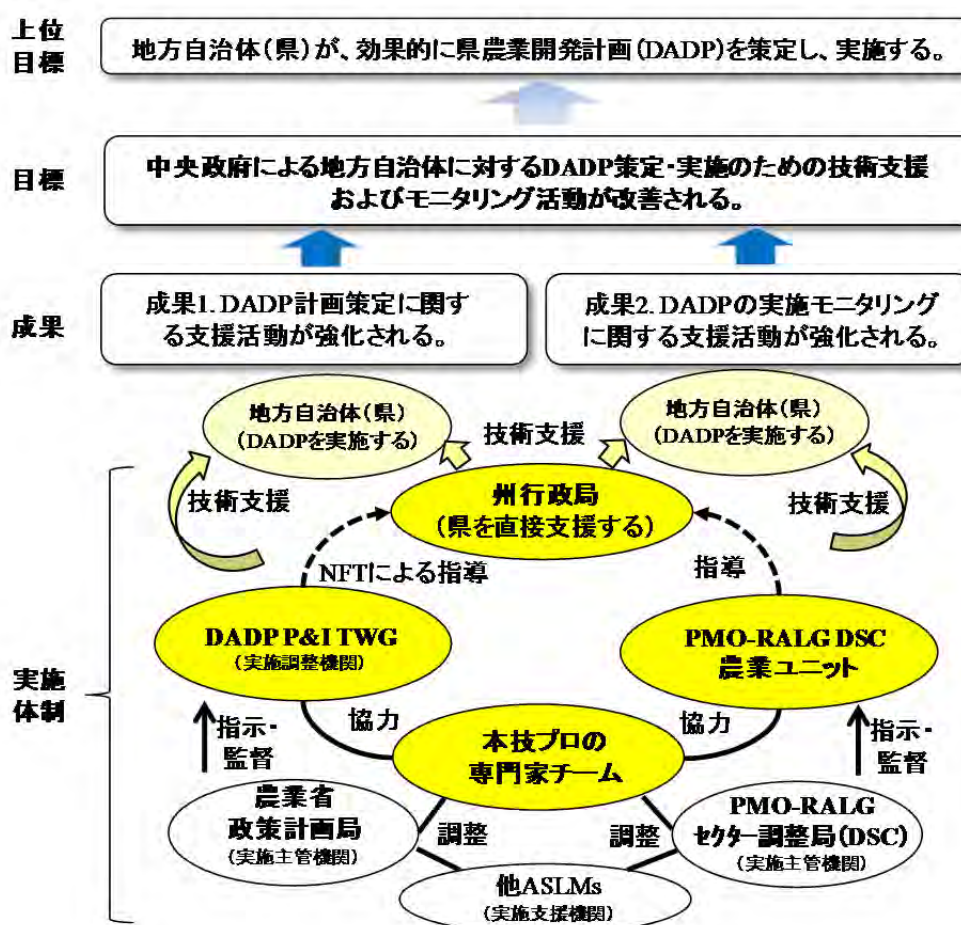 上位
目標
地方自治体(県)が、効果的に県農業開発計画(DADP)を策定し、実施する。
目標
中央政府による地方自治体に対するDADP策定・実施のための技術支援
およびモニタリング活動が改善される。
成果
成果1. DADP計画策定に関す
る支援活動が強化される。
成果2. DADPの実施モニタリング
に関する支援活動が強化される。
地方自治体(県)
(DADPを実施する)
技術支援
地方自治体(県)
(DADPを実施する)
技術支援
州行政局
(県を直接支援する)
技術支援
NFTによる指導
指導
実施
体制
DADP P&I TWG
(実施調整機関)
PMO-RALG DSC
農業ユニット
指示・
監督
協力
本技プロの
専門家チーム
協力
指示・
監督
農業省
政策計画局
(実施主管機関)
調整
調整
PMO-RALG
セクター調整局(DSC)
(実施主管機関)
他ASLMs
(実施支援機関)